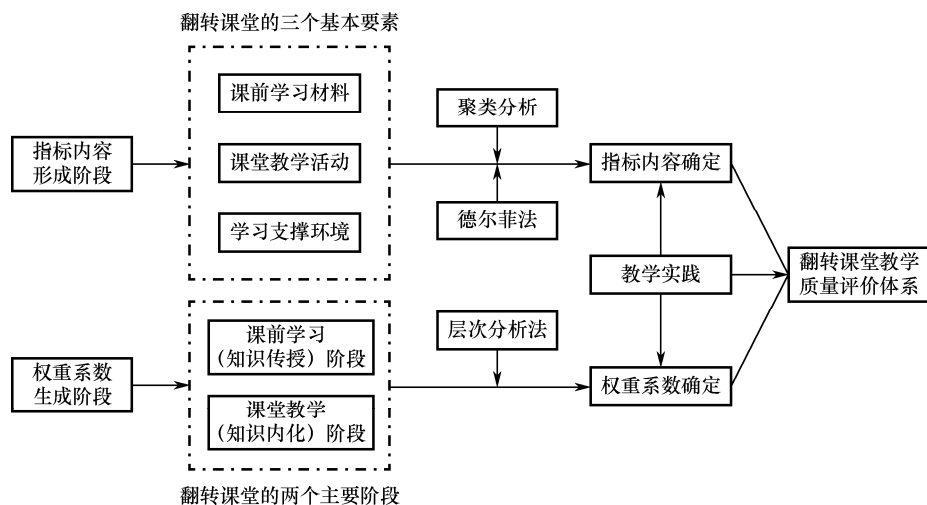 翻转课堂的三个基本要素
课前学习材料
课堂教学活动
学习支撑环境
指标内容
形成阶段
聚类分析
德尔菲法
指标内容确定
教学实践
翻转课堂教学
质量评价体系
权重系数
生成阶段
课前学习
（知识传授）阶段
课堂教学
（知识内化）阶段
层次分析法
权重系数确定
翻转课堂的两个主要阶段